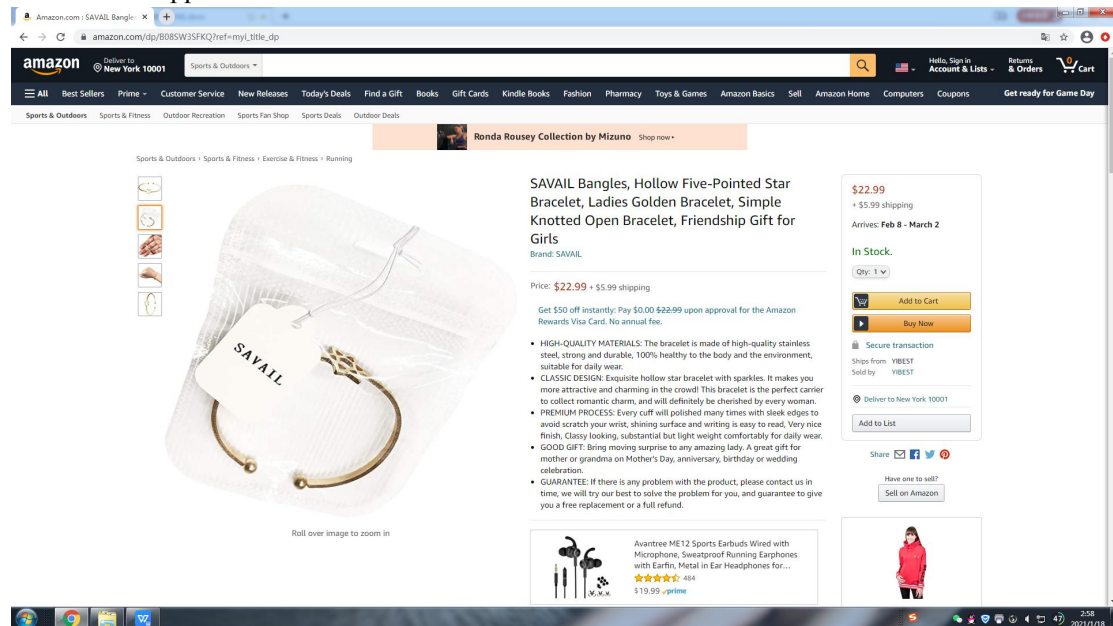 Amazon.com : SAVAIL Bangle:
amazon.com/dp/B08SW3SFKQ?ref=myi_title_dp
amazon
Deliver to
New York 10001
Sports & Outdoors
Hello, Sign in
Account & Lists
Returns
& Orders
0
Cart
All Best Sellers Prime Customer Service New Releases Today's Deals Find a Gift Books Gift Cards Kindle Books Fashion Pharmacy Toys & Games Amazon Basics Sell Amazon Home Computers Coupons Get ready for Game Day
Sports & Outdoors Sports & Fitness Outdoor Recreation Sports Fan Shop Sports Deals Outdoor Deals
Ronda Rousey Collection by Mizuno Shop now
Sports & Outdoors › Sports & Fitness › Exercise & Fitness › Running
SAVAIL
Roll over image to zoom in
SAVAIL Bangles, Hollow Five-Pointed Star
Bracelet, Ladies Golden Bracelet, Simple
Knotted Open Bracelet, Friendship Gift for
Girls
Brand: SAVAIL
Price: $22.99 + $5.99 shipping
Get $50 off instantly: Pay $0.00 $22.99 upon approval for the Amazon
Rewards Visa Card. No annual fee.
• HIGH-QUALITY MATERIALS: The bracelet is made of high-quality stainless
steel, strong and durable, 100% healthy to the body and the environment,
suitable for daily wear.
• CLASSIC DESIGN: Exquisite hollow star bracelet with sparkles. It makes you
more attractive and charming in the crowd! This bracelet is the perfect carrier
to collect romantic charm, and will definitely be cherished by every woman.
• PREMIUM PROCESS: Every cuff will polished many times with sleek edges to
avoid scratch your wrist, shining surface and writing is easy to read, Very nice
finish, Classy looking, substantial but light weight comfortably for daily wear.
• GOOD GIFT: Bring moving surprise to any amazing lady. A great gift for
mother or grandma on Mother's Day, anniversary, birthday or wedding
celebration.
• GUARANTEE: If there is any problem with the product, please contact us in
time, we will try our best to solve the problem for you, and guarantee to give
you a free replacement or a full refund.
Avantree ME12 Sports Earbuds Wired with
Microphone, Sweatproof Running Earphones
with Earfin, Metal in Ear Headphones for...
484
$19.99 prime
$22.99
+ $5.99 shipping
Arrives: Feb 8 - March 2
In Stock.
Qty: 1
Add to Cart
Buy Now
Secure transaction
Ships from YIBEST
Sold by YIBEST
Deliver to New York 10001
Add to List
Share
Have one to sell?
Sell on Amazon
47
2:58
2021/1/18